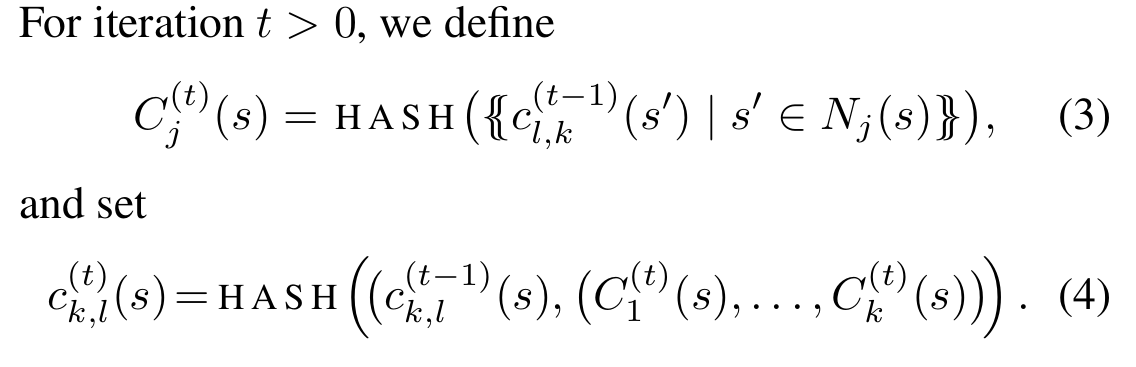 For iteration t > 0, we define
C_j^{(t)}(s) = HASH({{c_{l,k}^{(t−1)}(s′) | s′ ∈ N_j(s)}}), (3)
and set
c_{k,l}^{(t)}(s) = HASH((c_{k,l}^{(t−1)}(s), (C_1^{(t)}(s), . . . , C_k^{(t)}(s))) . (4)